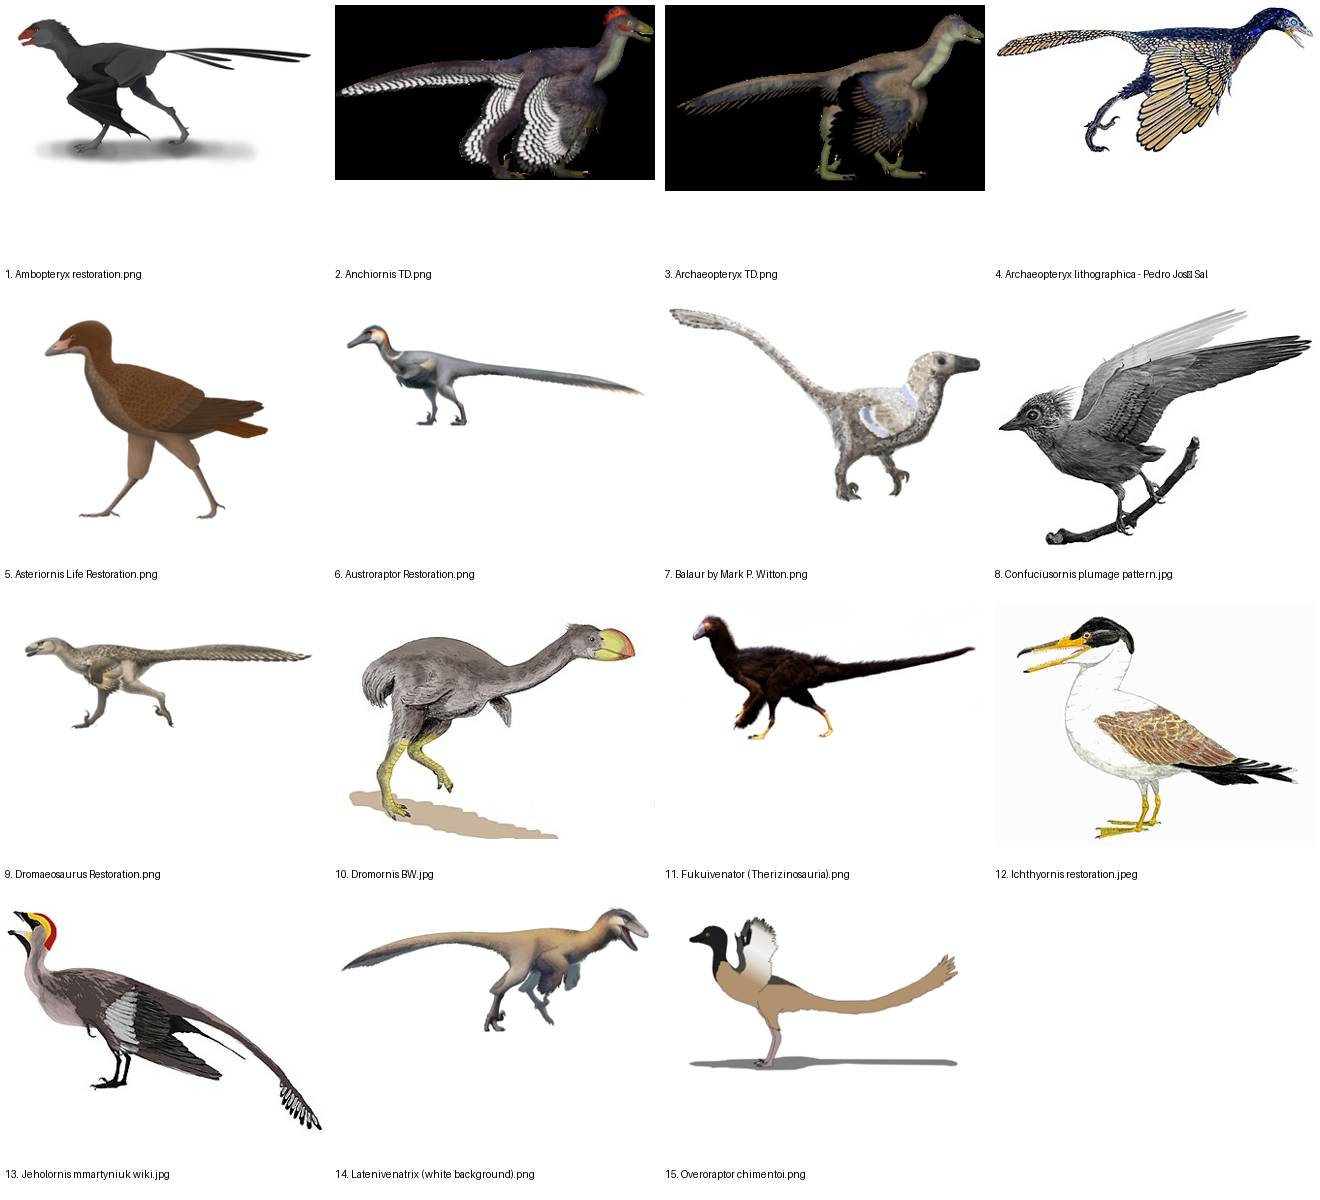 1. Ambopteryx restoration.png
2. Anchiornis TD.png
3. Archaeopteryx TD.png
4. Archaeopteryx lithographica - Pedro Jos Sal
5. Asteriornis Life Restoration.png
6. Austroraptor Restoration.png
7. Balaur by Mark P. Witton.png
8. Confuciusornis plumage pattern.jpg
9. Dromaeosaurus Restoration.png
10. Dromornis BW.jpg
11. Fukuivenator (Therizinosauria).png
12. Ichthyornis restoration.jpeg
13. Jeholornis mmartyniuk wiki.jpg
14. Latenivenatrix (white background).png
15. Overoraptor chimentoi.png